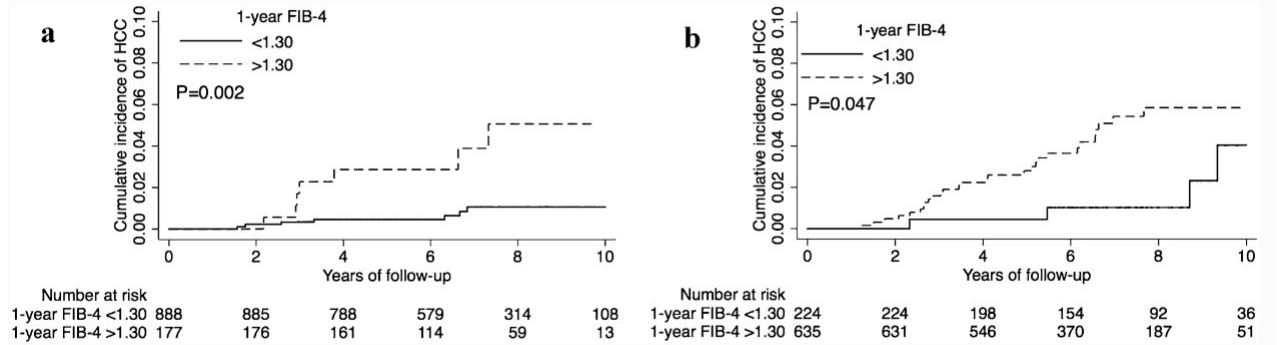 a
1-year FIB-4
<1.30
>1.30
P=0.002
Cumulative incidence of HCC
0.00 0.02 0.04 0.06 0.08 0.10
0 2 4 6 8 10
Years of follow-up
Number at risk
1-year FIB-4 <1.30 888 885 788 579 314 108
1-year FIB-4 >1.30 177 176 161 114 59 13
b
1-year FIB-4
<1.30
>1.30
P=0.047
Cumulative incidence of HCC
0.00 0.02 0.04 0.06 0.08 0.10
0 2 4 6 8 10
Years of follow-up
Number at risk
1-year FIB-4 <1.30 224 224 198 154 92 36
1-year FIB-4 >1.30 635 631 546 370 187 51